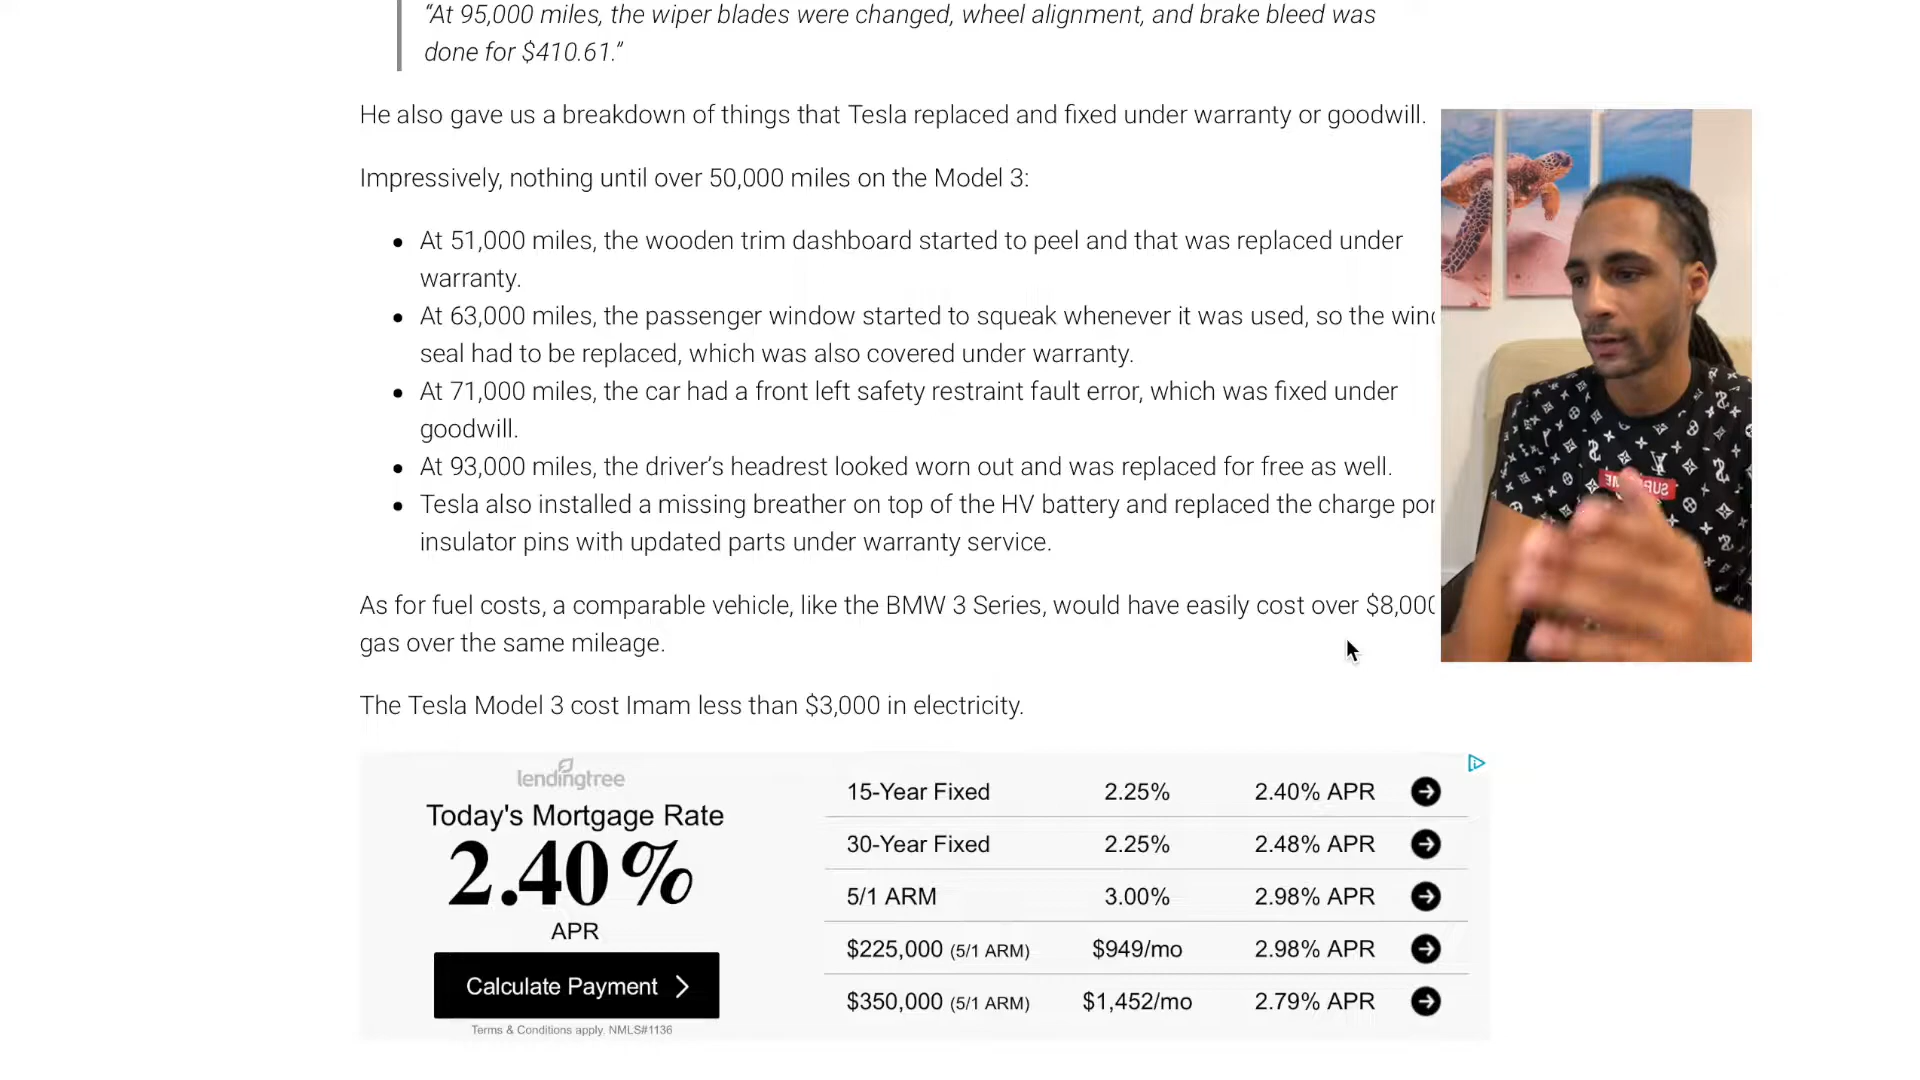 “At 95,000 miles, the wiper blades were changed, wheel alignment, and brake bleed was
done for $410.61.”
He also gave us a breakdown of things that Tesla replaced and fixed under warranty or goodwill.
Impressively, nothing until over 50,000 miles on the Model 3:
At 51,000 miles, the wooden trim dashboard started to peel and that was replaced under
warranty.
At 63,000 miles, the passenger window started to squeak whenever it was used, so the
seal had to be replaced, which was also covered under warranty.
At 71,000 miles, the car had a front left safety restraint fault error, which was fixed under
goodwill.
At 93,000 miles, the driver’s headrest looked worn out and was replaced for free as well.
Tesla also installed a missing breather on top of the HV battery and replaced the charge
insulator pins with updated parts under warranty service.
As for fuel costs, a comparable vehicle, like the BMW 3 Series, would have easily cost over $8,000
gas over the same mileage.
The Tesla Model 3 cost Imam less than $3,000 in electricity.
lendingtree
Today's Mortgage Rate
2.40%
APR
Calculate Payment
Terms & Conditions apply. NMLS#1136
15-Year Fixed 2.25% 2.40% APR
30-Year Fixed 2.25% 2.48% APR
5/1 ARM 3.00% 2.98% APR
$225,000 (5/1 ARM) $949/mo 2.98% APR
$350,000 (5/1 ARM) $1,452/mo 2.79% APR